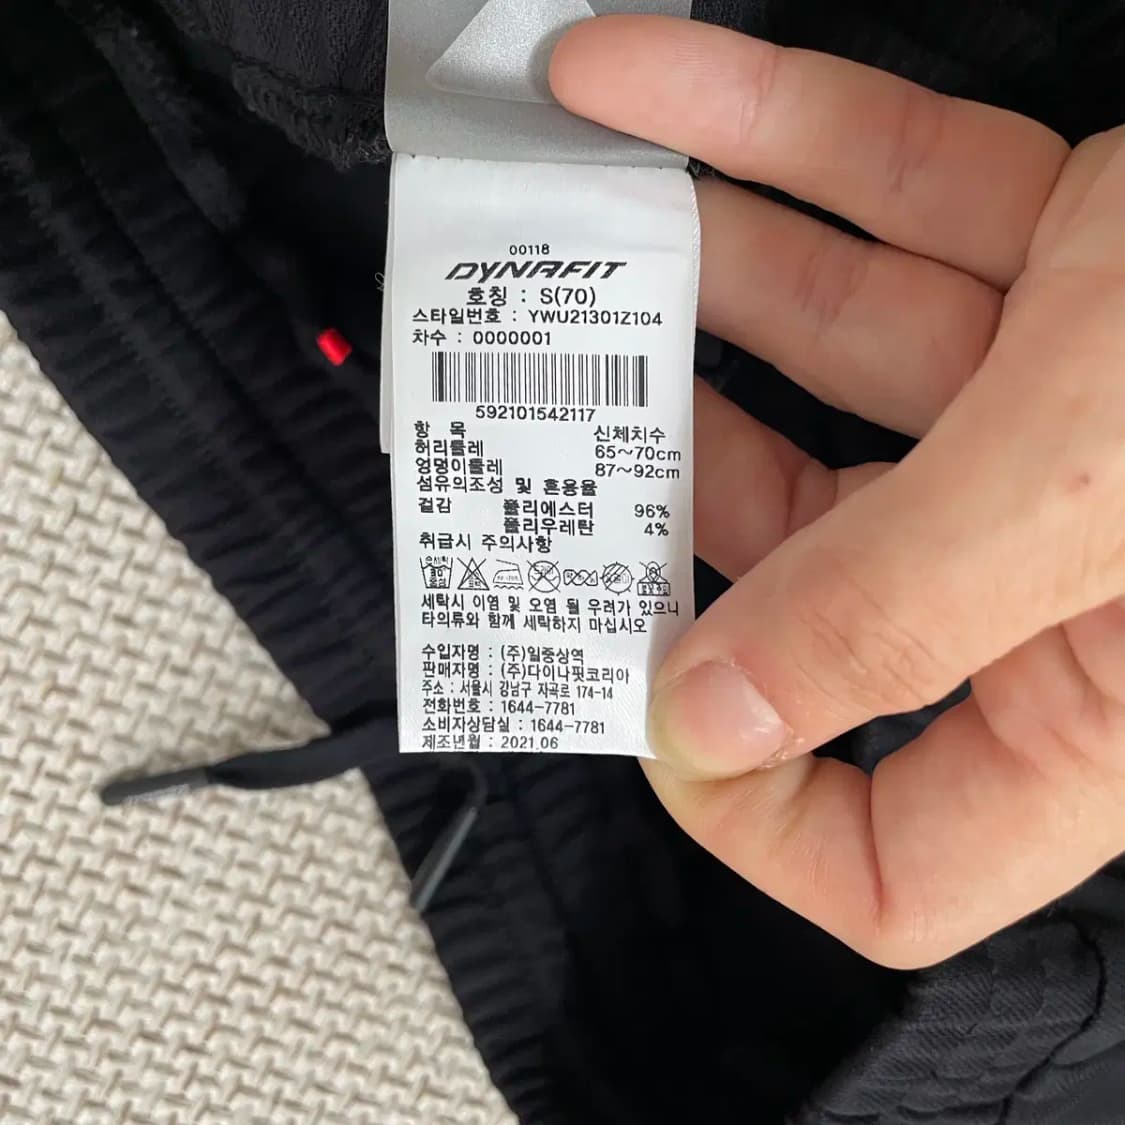 00118
DYNAFIT
호칭 : S(70)
스타일번호 : YWU21301Z104
차수 : 0000001
592101542117
항 목 신체치수
허리둘레 65~70cm
엉덩이둘레 87~92cm
섬유의조성 및 혼용율
겉감 폴리에스터 96%
폴리우레탄 4%
취급시 주의사항
세탁시 이염 및 오염 될 우려가 있으니
타의류와 함께 세탁하지 마십시오
수입자명 : (주)일중상역
판매자명 : (주)다이나핏코리아
주소 : 서울시 강남구 자곡로 174-14
전화번호 : 1644-7781
소비자상담실 : 1644-7781
제조년월 : 2021.06